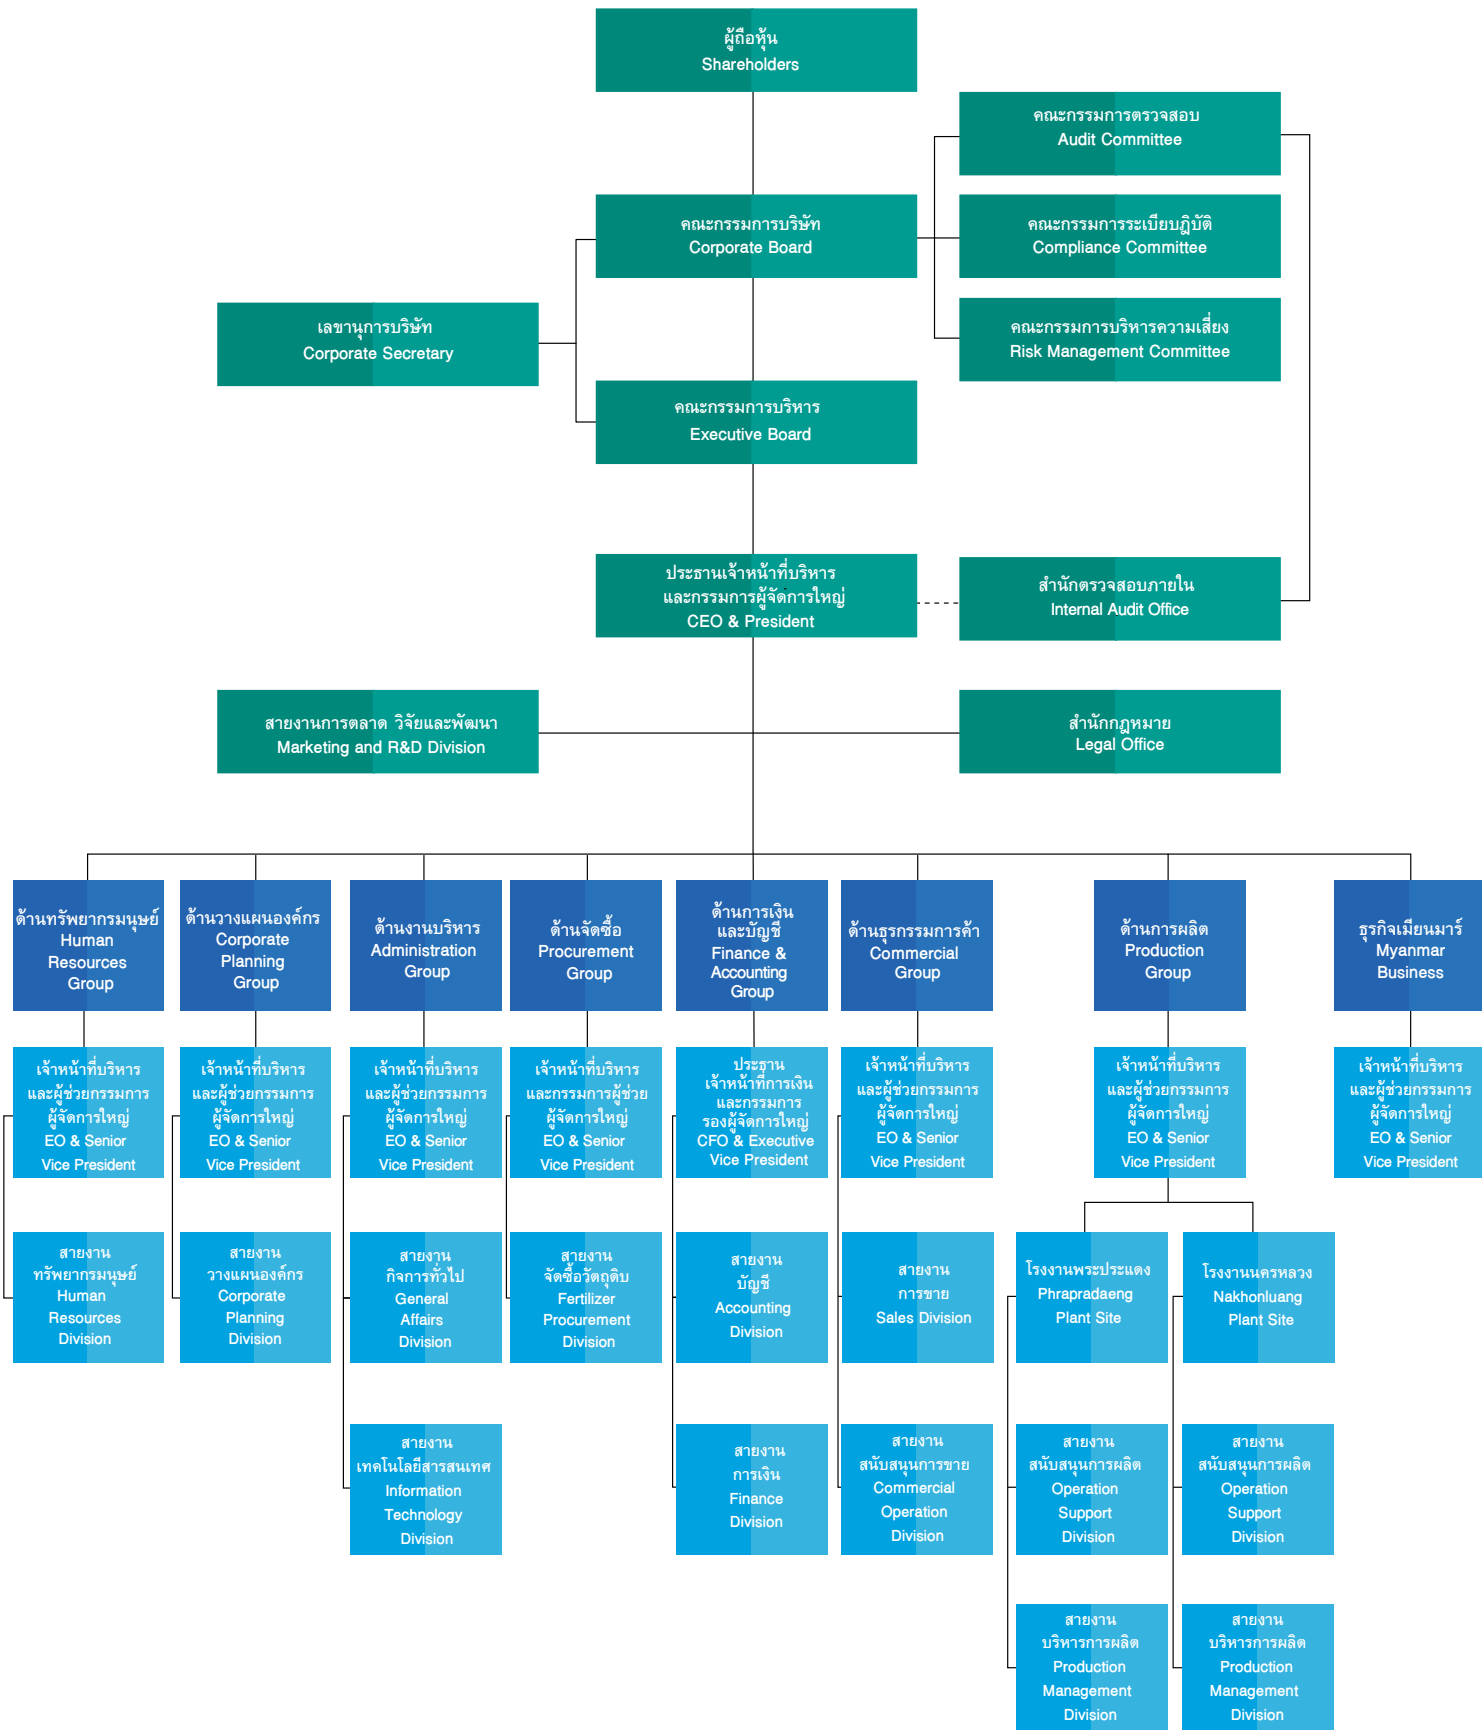 ผู้ถือหุ้น
Shareholders
คณะกรรมการตรวจสอบ
Audit Committee
คณะกรรมการบริษัท
Corporate Board
คณะกรรมการระเบียบฏิบัติ
Compliance Committee
เลขานุการบริษัท
Corporate Secretary
คณะกรรมการบริหารความเสี่ยง
Risk Management Committee
คณะกรรมการบริหาร
Executive Board
ประธานเจ้าหน้าที่บริหาร
และกรรมการผู้จัดการใหญ่
CEO & President
สำนักตรวจสอบภายใน
Internal Audit Office
สายงานการตลาด วิจัยและพัฒนา
Marketing and R&D Division
สำนักกฎหมาย
Legal Office
ด้านทรัพยากรมนุษย์
Human
Resources
Group
ด้านวางแผนองค์กร
Corporate
Planning
Group
ด้านงานบริหาร
Administration
Group
ด้านจัดซื้อ
Procurement
Group
ด้านการเงิน
และบัญชี
Finance &
Accounting
Group
ด้านธุรกรรมการค้า
Commercial
Group
ด้านการผลิต
Production
Group
ธุรกิจเมียนมาร์
Myanmar
Business
เจ้าหน้าที่บริหาร
และผู้ช่วยกรรมการ
ผู้จัดการใหญ่
EO & Senior
Vice President
เจ้าหน้าที่บริหาร
และผู้ช่วยกรรมการ
ผู้จัดการใหญ่
EO & Senior
Vice President
เจ้าหน้าที่บริหาร
และผู้ช่วยกรรมการ
ผู้จัดการใหญ่
EO & Senior
Vice President
เจ้าหน้าที่บริหาร
และกรรมการผู้ช่วย
ผู้จัดการใหญ่
EO & Senior
Vice President
ประธาน
เจ้าหน้าที่การเงิน
และกรรมการ
รองผู้จัดการใหญ่
CFO & Executive
Vice President
เจ้าหน้าที่บริหาร
และผู้ช่วยกรรมการ
ผู้จัดการใหญ่
EO & Senior
Vice President
เจ้าหน้าที่บริหาร
และผู้ช่วยกรรมการ
ผู้จัดการใหญ่
EO & Senior
Vice President
เจ้าหน้าที่บริหาร
และผู้ช่วยกรรมการ
ผู้จัดการใหญ่
EO & Senior
Vice President
สายงาน
ทรัพยากรมนุษย์
Human
Resources
Division
สายงาน
วางแผนองค์กร
Corporate
Planning
Division
สายงาน
กิจการทั่วไป
General
Affairs
Division
สายงาน
จัดซื้อวัตถุดิบ
Fertilizer
Procurement
Division
สายงาน
บัญชี
Accounting
Division
สายงาน
การขาย
Sales Division
โรงงานพระประแดง
Phrapradaeng
Plant Site
โรงงานนครหลวง
Nakhonluang
Plant Site
สายงาน
เทคโนโลยีสารสนเทศ
Information
Technology
Division
สายงาน
การเงิน
Finance
Division
สายงาน
สนับสนุนการขาย
Commercial
Operation
Division
สายงาน
สนับสนุนการผลิต
Operation
Support
Division
สายงาน
สนับสนุนการผลิต
Operation
Support
Division
สายงาน
บริหารการผลิต
Production
Management
Division
สายงาน
บริหารการผลิต
Production
Management
Division